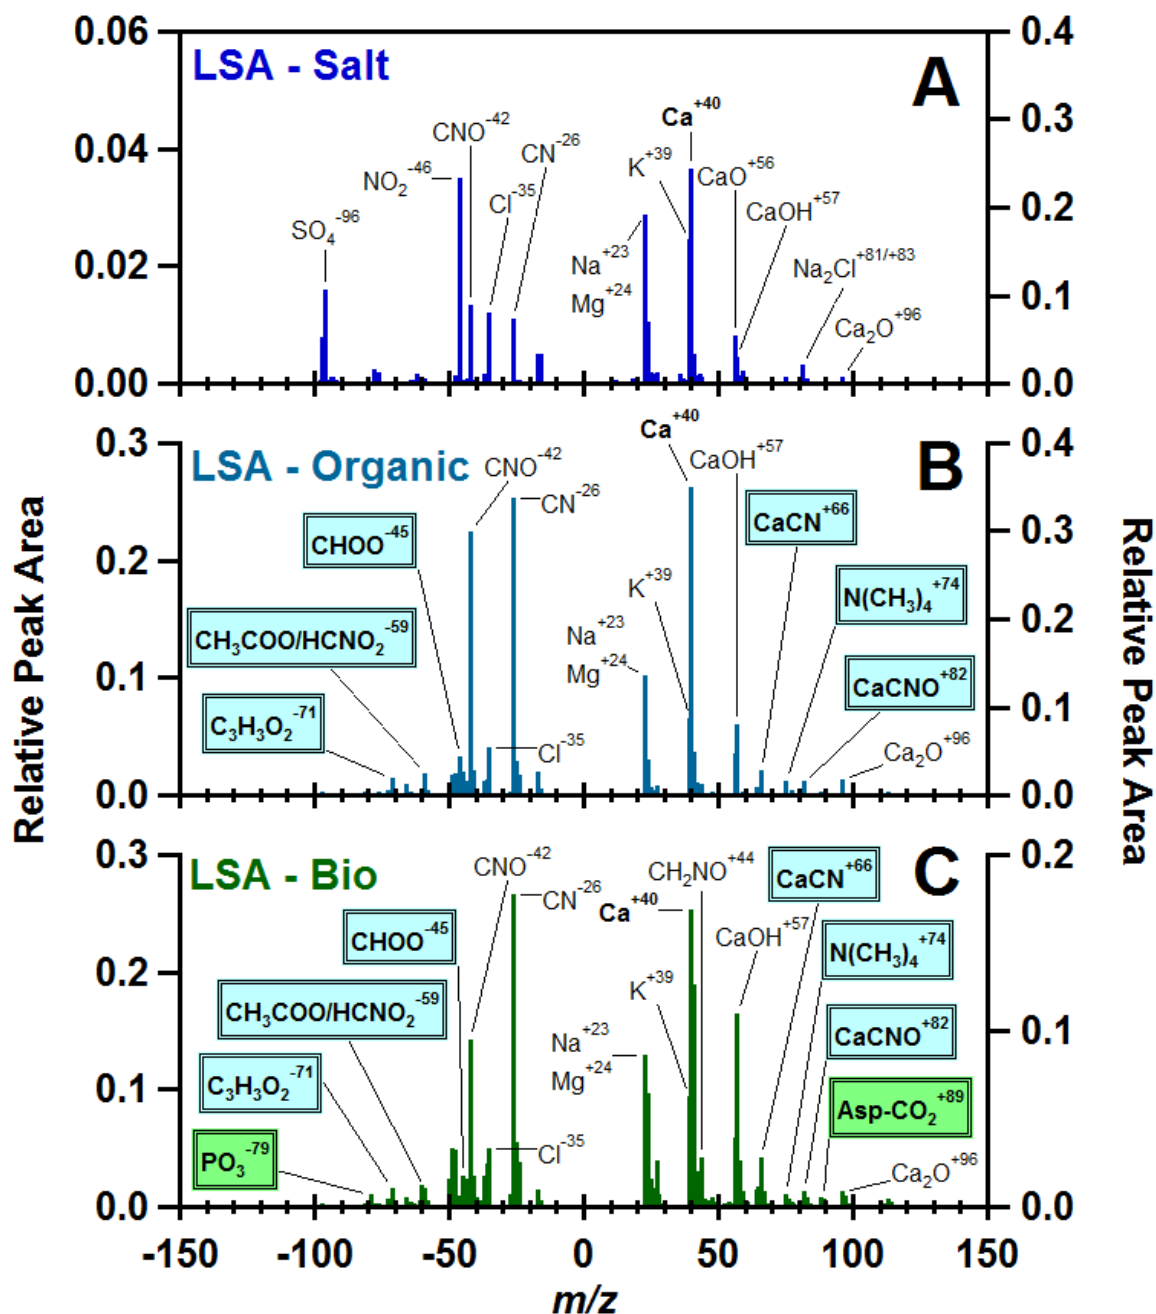 0.06
0.4
LSA - Salt
A
Ca+40
CNO-42
CN-26
K+39
CaO+56
NO2-46
0.3
0.04
Cl-35
CaOH+57
SO4-96
0.2
Na+23
Na2Cl+81/+83
0.02
Mg+24
Ca2O+96
0.1
0.00
0.0
Ca+40
0.3
0.4
LSA - Organic
B
CNO-42
CaOH+57
CN-26
CaCN+66
0.3
CHOO-45
0.2
K+39
N(CH3)4+74
CH3COO/HCNO2-59
Na+23
0.2
Mg+24
CaCNO+82
0.1
C3H3O2-71
Cl-35
Ca2O+96
0.1
0.0
0.0
Relative Peak Area
Relative Peak Area
0.3
0.2
LSA - Bio
C
CNO-42
CH2NO+44
CaCN+66
CN-26
Ca+40
CHOO-45
CaOH+57
N(CH3)4+74
0.2
K+39
CH3COO/HCNO2-59
CaCNO+82
0.1
Na+23
C3H3O2-71
Mg+24
Asp-CO2+89
0.1
PO3-79
Cl-35
Ca2O+96
0.0
0.0
-150
-100
-50
0
50
100
150
m/z